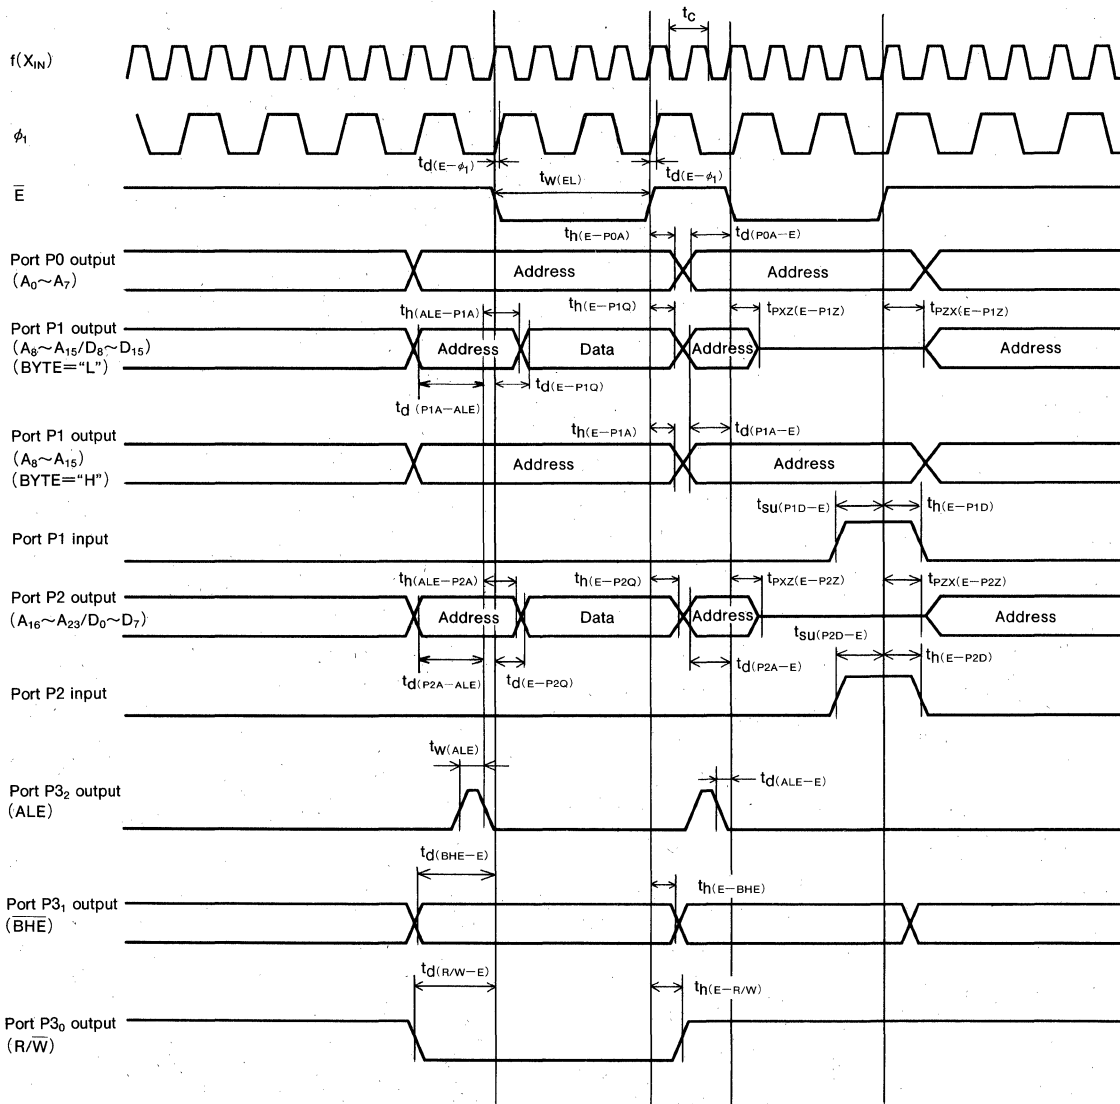 tc
f(XIN)
ϕ1
td(E−ϕ1)
tw(EL)
td(E−ϕ1)
E̅
th(E−P0A)
td(P0A−E)
Port P0 output
(A0〜A7)
Address
Address
th(ALE−P1A)
th(E−P1Q)
tPXZ(E−P1Z)
tPZX(E−P1Z)
Port P1 output
(A8〜A15/D8〜D15)
(BYTE="L")
Address
Data
Address
Address
td(P1A−ALE)
td(E−P1Q)
th(E−P1A)
td(P1A−E)
Port P1 output
(A8〜A15)
(BYTE="H")
Address
Address
tsu(P1D−E)
th(E−P1D)
Port P1 input
th(ALE−P2A)
th(E−P2Q)
tPXZ(E−P2Z)
tPZX(E−P2Z)
Port P2 output
(A16〜A23/D0〜D7)
Address
Data
Address
Address
tsu(P2D−E)
td(P2A−ALE)
td(E−P2Q)
td(P2A−E)
th(E−P2D)
Port P2 input
tw(ALE)
td(ALE−E)
Port P32 output
(ALE)
td(BHE−E)
th(E−BHE)
Port P31 output
(B̅H̅E̅)
td(R/W−E)
th(E−R/W)
Port P30 output
(R/W̅)